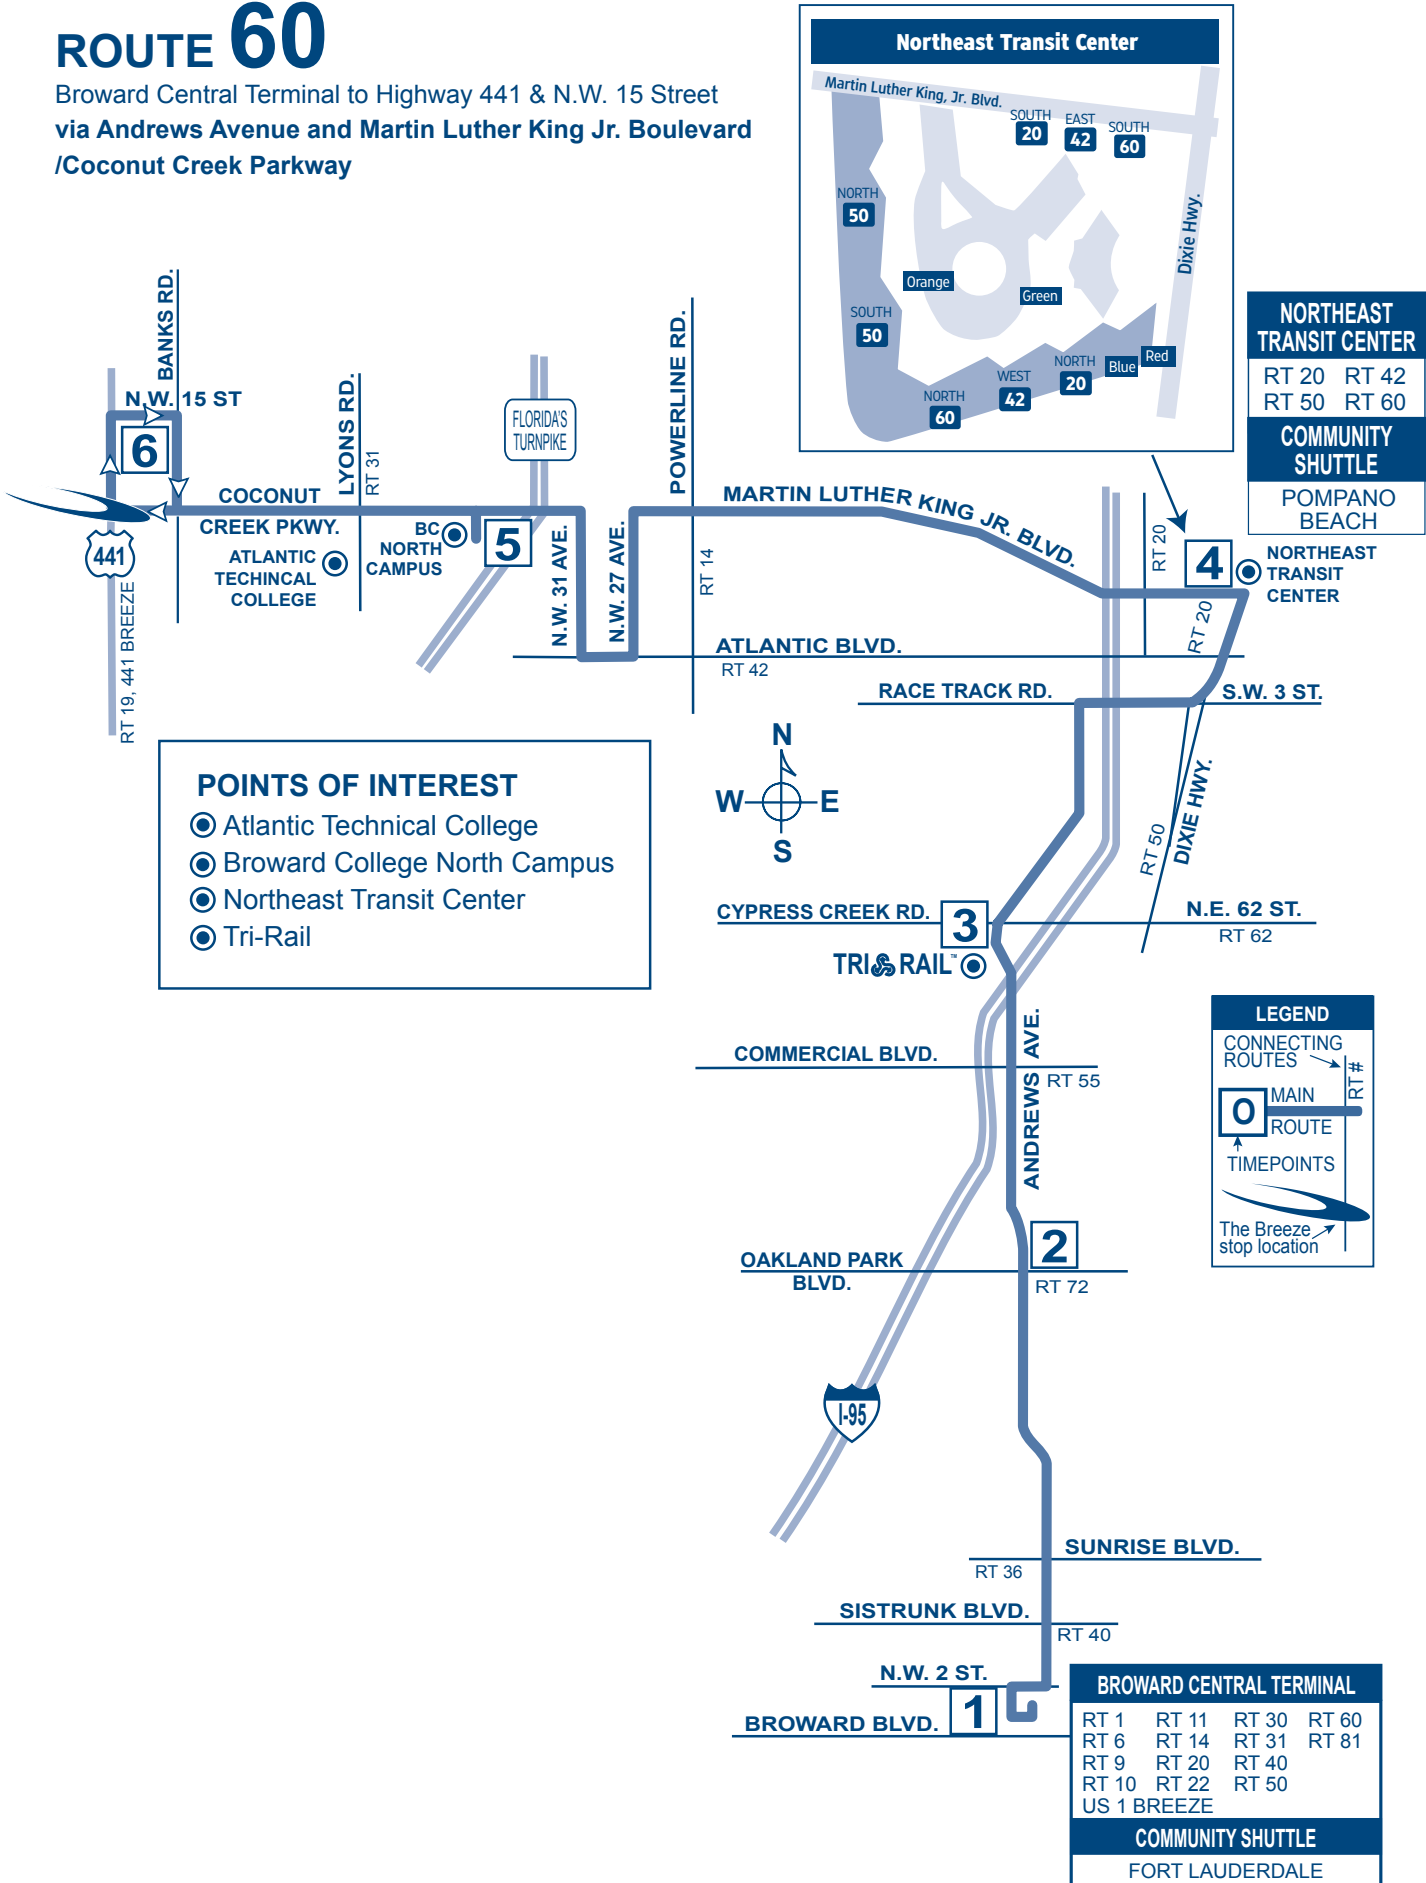 ROUTE 60
Broward Central Terminal to Highway 441 & N.W. 15 Street
via Andrews Avenue and Martin Luther King Jr. Boulevard
/Coconut Creek Parkway
Northeast Transit Center
Martin Luther King, Jr. Blvd.
SOUTH
20
EAST
42
SOUTH
60
NORTH
50
Dixie Hwy.
Orange
Green
SOUTH
50
NORTH
60
WEST
42
NORTH
20
Blue
Red
NORTHEAST
TRANSIT CENTER
RT 20 RT 42
RT 50 RT 60
COMMUNITY
SHUTTLE
POMPANO
BEACH
BANKS RD.
N.W. 15 ST
6
LYONS RD.
RT 31
FLORIDA'S
TURNPIKE
POWERLINE RD.
RT 14
COCONUT
CREEK PKWY.
441
RT 19, 441 BREEZE
ATLANTIC
TECHINCAL
COLLEGE
BC
NORTH
CAMPUS
5
N.W. 31 AVE.
N.W. 27 AVE.
MARTIN LUTHER KING JR. BLVD.
RT 20
4
NORTHEAST
TRANSIT
CENTER
RT 20
ATLANTIC BLVD.
RT 42
RACE TRACK RD.
S.W. 3 ST.
N
W
E
S
RT 50
DIXIE HWY.
POINTS OF INTEREST
Atlantic Technical College
Broward College North Campus
Northeast Transit Center
Tri-Rail
CYPRESS CREEK RD.
3
N.E. 62 ST.
RT 62
TRI RAIL™
LEGEND
CONNECTING
ROUTES
RT #
O
MAIN
ROUTE
TIMEPOINTS
The Breeze
stop location
COMMERCIAL BLVD.
RT 55
ANDREWS AVE.
2
OAKLAND PARK
BLVD.
RT 72
I-95
SUNRISE BLVD.
RT 36
SISTRUNK BLVD.
RT 40
N.W. 2 ST.
1
BROWARD BLVD.
BROWARD CENTRAL TERMINAL
RT 1 RT 11 RT 30 RT 60
RT 6 RT 14 RT 31 RT 81
RT 9 RT 20 RT 40
RT 10 RT 22 RT 50
US 1 BREEZE
COMMUNITY SHUTTLE
FORT LAUDERDALE